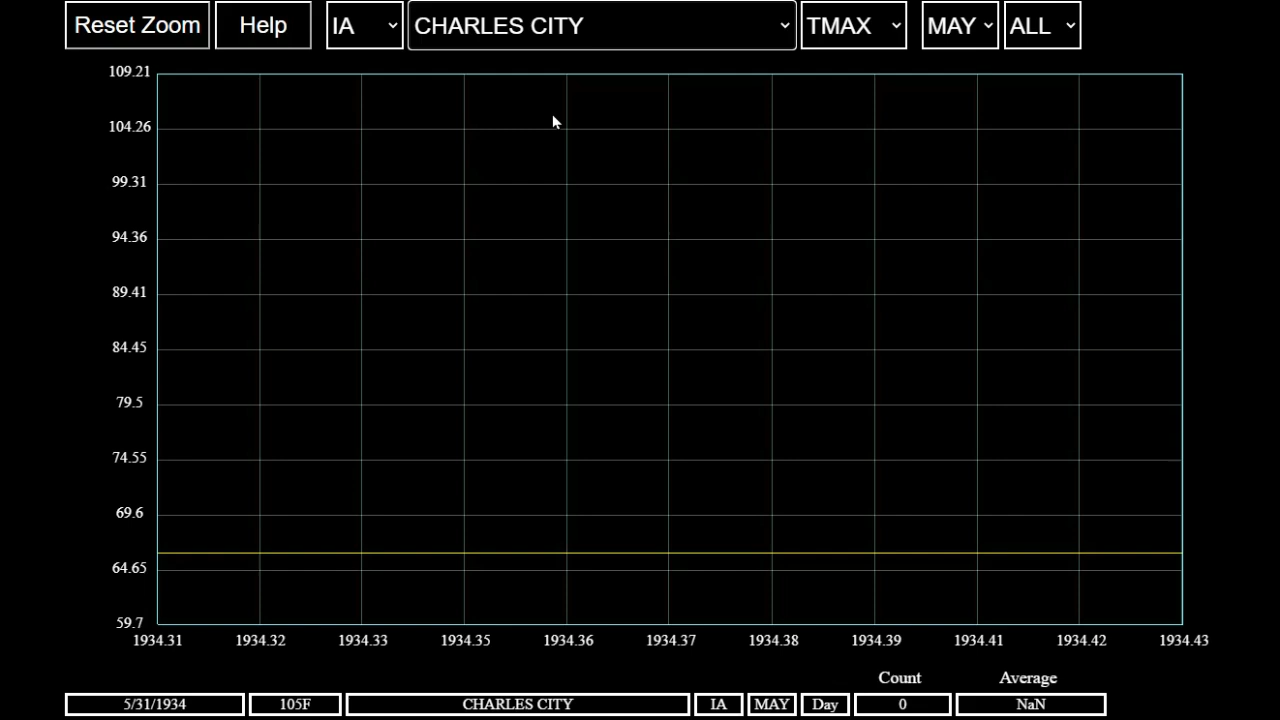 Reset Zoom Help IA CHARLES CITY TMAX MAY ALL
109.21
104.26
99.31
94.36
89.41
84.45
79.5
74.55
69.6
64.65
59.7
1934.31 1934.32 1934.33 1934.35 1934.36 1934.37 1934.38 1934.39 1934.41 1934.42 1934.43
Count Average
5/31/1934 105F CHARLES CITY IA MAY Day 0 NaN